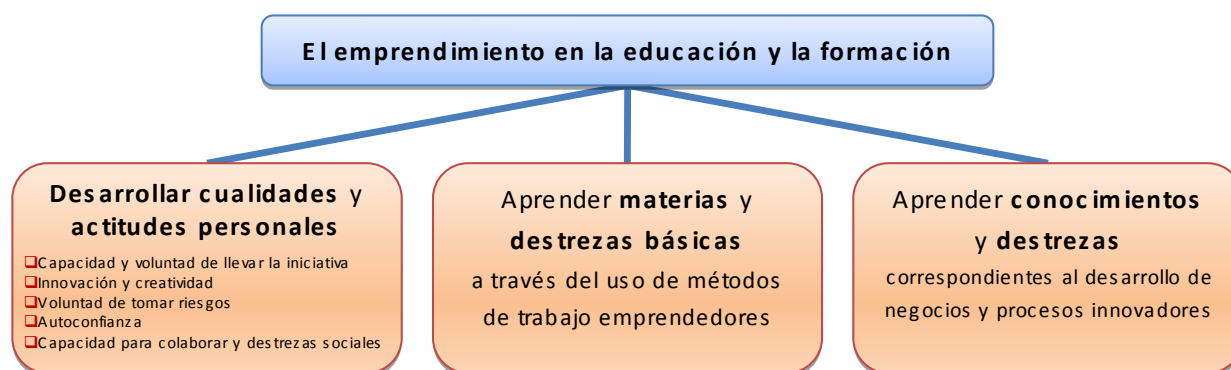 El emprendimiento en la educación y la formación
Desarrollar cualidades y
actitudes personales
Capacidad y voluntad de llevar la iniciativa
Innovación y creatividad
Voluntad de tomar riesgos
Autoconfianza
Capacidad para colaborar y destrezas sociales
Aprender materias y
destrezas básicas
a través del uso de métodos
de trabajo emprendedores
Aprender conocimientos
y destrezas
correspondientes al desarrollo de
negocios y procesos innovadores